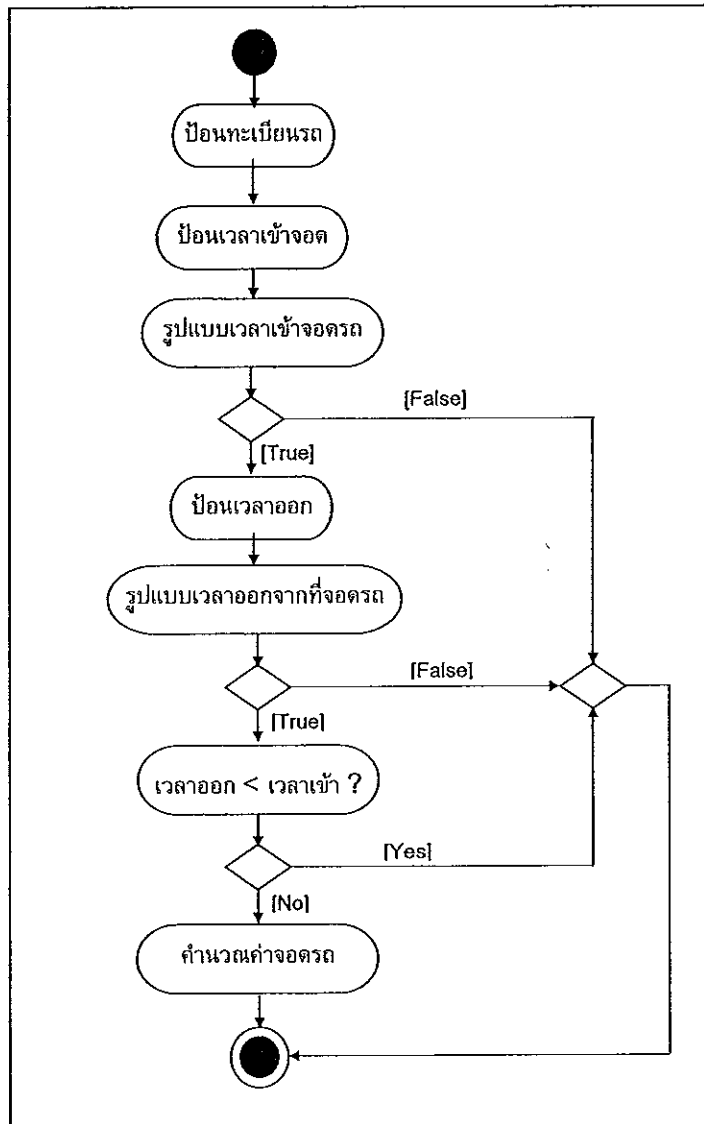 ป้อนทะเบียนรถ
ป้อนเวลาเข้าจอด
รูปแบบเวลาเข้าจอดรถ
[False]
[True]
ป้อนเวลาออก
รูปแบบเวลาออกจากที่จอดรถ
[False]
[True]
เวลาออก < เวลาเข้า ?
[Yes]
[No]
คำนวณค่าจอดรถ